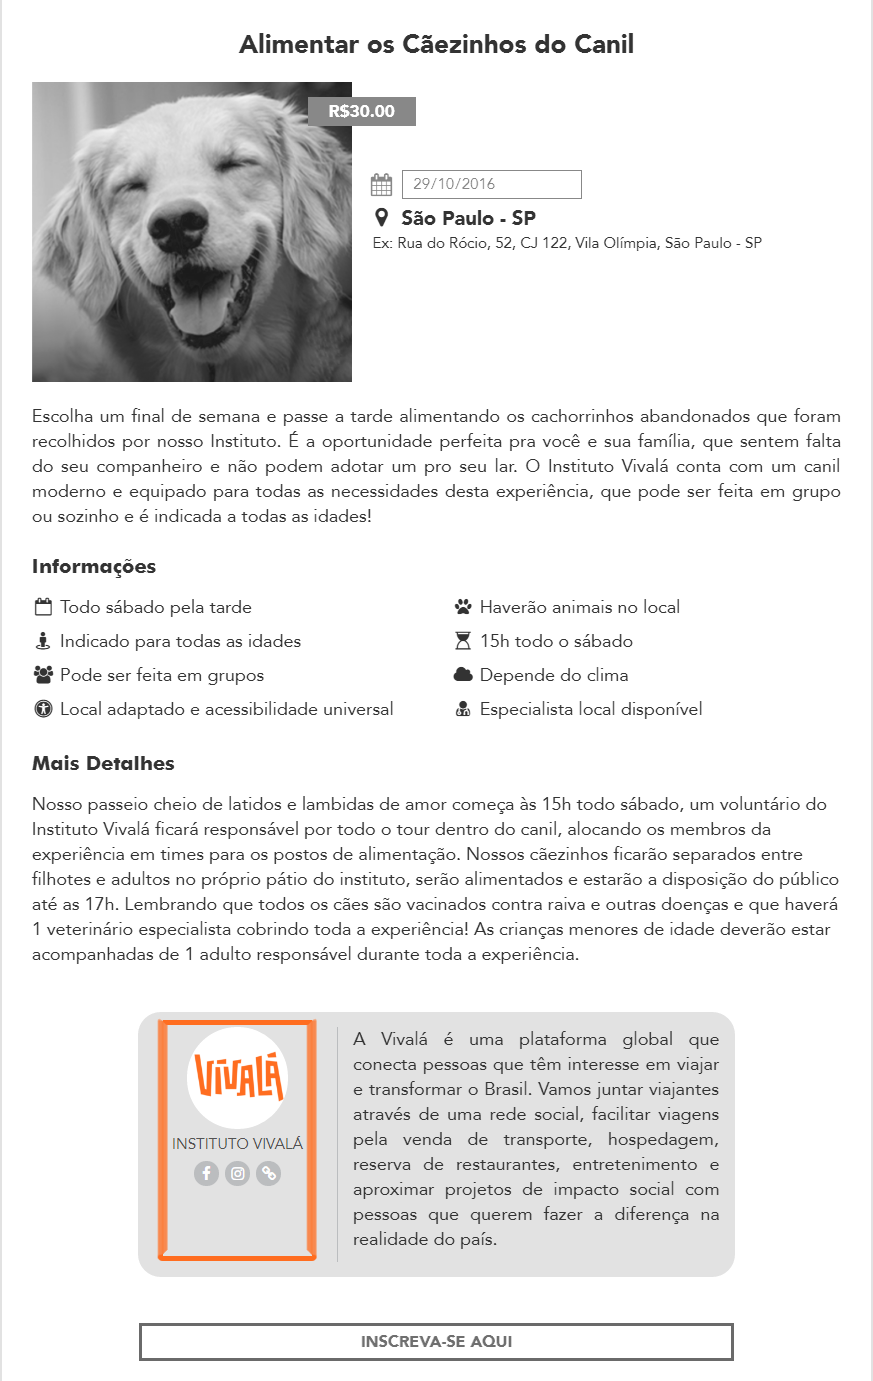 Alimentar os Cãezinhos do Canil
R$30.00
29/10/2016
São Paulo - SP
Ex: Rua do Rócio, 52, CJ 122, Vila Olímpia, São Paulo - SP
Escolha um final de semana e passe a tarde alimentando os cachorrinhos abandonados que foram
recolhidos por nosso Instituto. É a oportunidade perfeita pra você e sua família, que sentem falta
do seu companheiro e não podem adotar um pro seu lar. O Instituto Vivalá conta com um canil
moderno e equipado para todas as necessidades desta experiência, que pode ser feita em grupo
ou sozinho e é indicada a todas as idades!
Informações
Todo sábado pela tarde
Haverão animais no local
Indicado para todas as idades
15h todo o sábado
Pode ser feita em grupos
Depende do clima
Local adaptado e acessibilidade universal
Especialista local disponível
Mais Detalhes
Nosso passeio cheio de latidos e lambidas de amor começa às 15h todo sábado, um voluntário do
Instituto Vivalá ficará responsável por todo o tour dentro do canil, alocando os membros da
experiência em times para os postos de alimentação. Nossos cãezinhos ficarão separados entre
filhotes e adultos no próprio pátio do instituto, serão alimentados e estarão a disposição do público
até as 17h. Lembrando que todos os cães são vacinados contra raiva e outras doenças e que haverá
1 veterinário especialista cobrindo toda a experiência! As crianças menores de idade deverão estar
acompanhadas de 1 adulto responsável durante toda a experiência.
VIVALÁ
INSTITUTO VIVALÁ
A Vivalá é uma plataforma global que
conecta pessoas que têm interesse em viajar
e transformar o Brasil. Vamos juntar viajantes
através de uma rede social, facilitar viagens
pela venda de transporte, hospedagem,
reserva de restaurantes, entretenimento e
aproximar projetos de impacto social com
pessoas que querem fazer a diferença na
realidade do país.
INSCREVA-SE AQUI